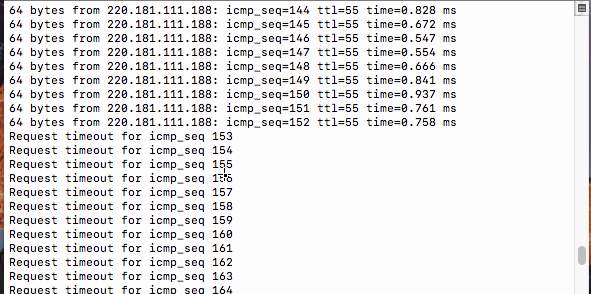 64 bytes from 220.181.111.188: icmp_seq=144 ttl=55 time=0.828 ms
64 bytes from 220.181.111.188: icmp_seq=145 ttl=55 time=0.672 ms
64 bytes from 220.181.111.188: icmp_seq=146 ttl=55 time=0.547 ms
64 bytes from 220.181.111.188: icmp_seq=147 ttl=55 time=0.554 ms
64 bytes from 220.181.111.188: icmp_seq=148 ttl=55 time=0.666 ms
64 bytes from 220.181.111.188: icmp_seq=149 ttl=55 time=0.841 ms
64 bytes from 220.181.111.188: icmp_seq=150 ttl=55 time=0.937 ms
64 bytes from 220.181.111.188: icmp_seq=151 ttl=55 time=0.761 ms
64 bytes from 220.181.111.188: icmp_seq=152 ttl=55 time=0.758 ms
Request timeout for icmp_seq 153
Request timeout for icmp_seq 154
Request timeout for icmp_seq 155
Request timeout for icmp_seq 156
Request timeout for icmp_seq 157
Request timeout for icmp_seq 158
Request timeout for icmp_seq 159
Request timeout for icmp_seq 160
Request timeout for icmp_seq 161
Request timeout for icmp_seq 162
Request timeout for icmp_seq 163
Request timeout for icmp_seq 164